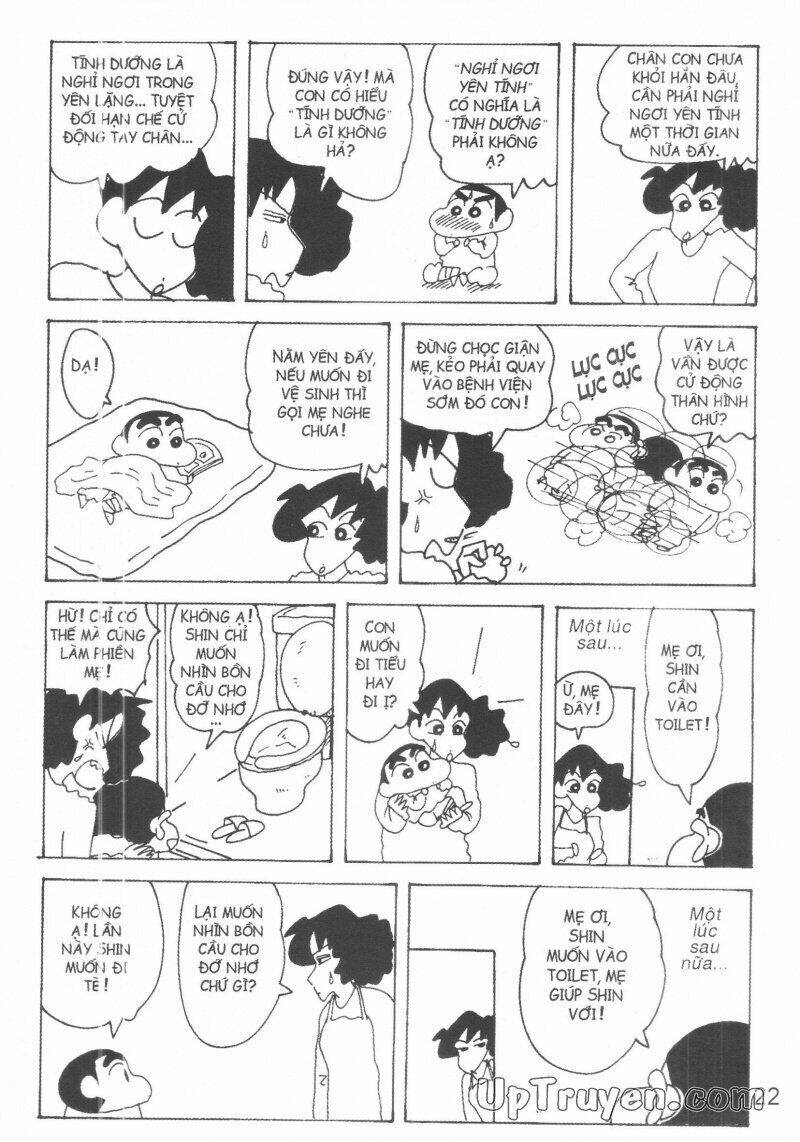 CHÂN CON CHƯA
KHỎI HẲN ĐÂU,
CẦN PHẢI NGHỈ
NGƠI YÊN TĨNH
MỘT THỜI GIAN
NỮA ĐẤY.
"NGHỈ NGƠI
YÊN TĨNH"
CÓ NGHĨA LÀ
"TĨNH DƯỠNG"
PHẢI KHÔNG
Ạ?
ĐÚNG VẬY! MÀ
CON CÓ HIỂU
"TĨNH DƯỠNG"
LÀ GÌ KHÔNG
HẢ?
TĨNH DƯỠNG LÀ
NGHỈ NGƠI TRONG
YÊN LẶNG... TUYỆT
ĐỐI HẠN CHẾ CỬ
ĐỘNG TAY CHÂN...
VẬY LÀ
VẪN ĐƯỢC
CỬ ĐỘNG
THÂN HÌNH
CHỨ?
LỤC CỤC
LỤC CỤC
ĐỪNG CHỌC GIẬN
MẸ, KẺO PHẢI QUAY
VÀO BỆNH VIỆN
SỚM ĐÓ CON!
NẰM YÊN ĐẤY,
NẾU MUỐN ĐI
VỆ SINH THÌ
GỌI MẸ NGHE
CHƯA!
DẠ!
Một lúc
sau...
MẸ ƠI,
SHIN
CẦN
VÀO
TOILET!
Ừ, MẸ
ĐÂY!
CON
MUỐN
ĐI TIỂU
HAY
ĐI Ị?
KHÔNG Ạ!
SHIN CHỈ
MUỐN
NHÌN BỒN
CẦU CHO
ĐỠ NHỚ
...
HỪ! CHỈ CÓ
THẾ MÀ CŨNG
LÀM PHIỀN
MẸ!
Một
lúc
sau
nữa...
MẸ ƠI,
SHIN
MUỐN VÀO
TOILET, MẸ
GIÚP SHIN
VỚI!
LẠI MUỐN
NHÌN BỒN
CẦU CHO
ĐỠ NHỚ
CHỨ GÌ?
KHÔNG
Ạ! LẦN
NÀY SHIN
MUỐN ĐI
TÈ!
UpTruyen.com
22